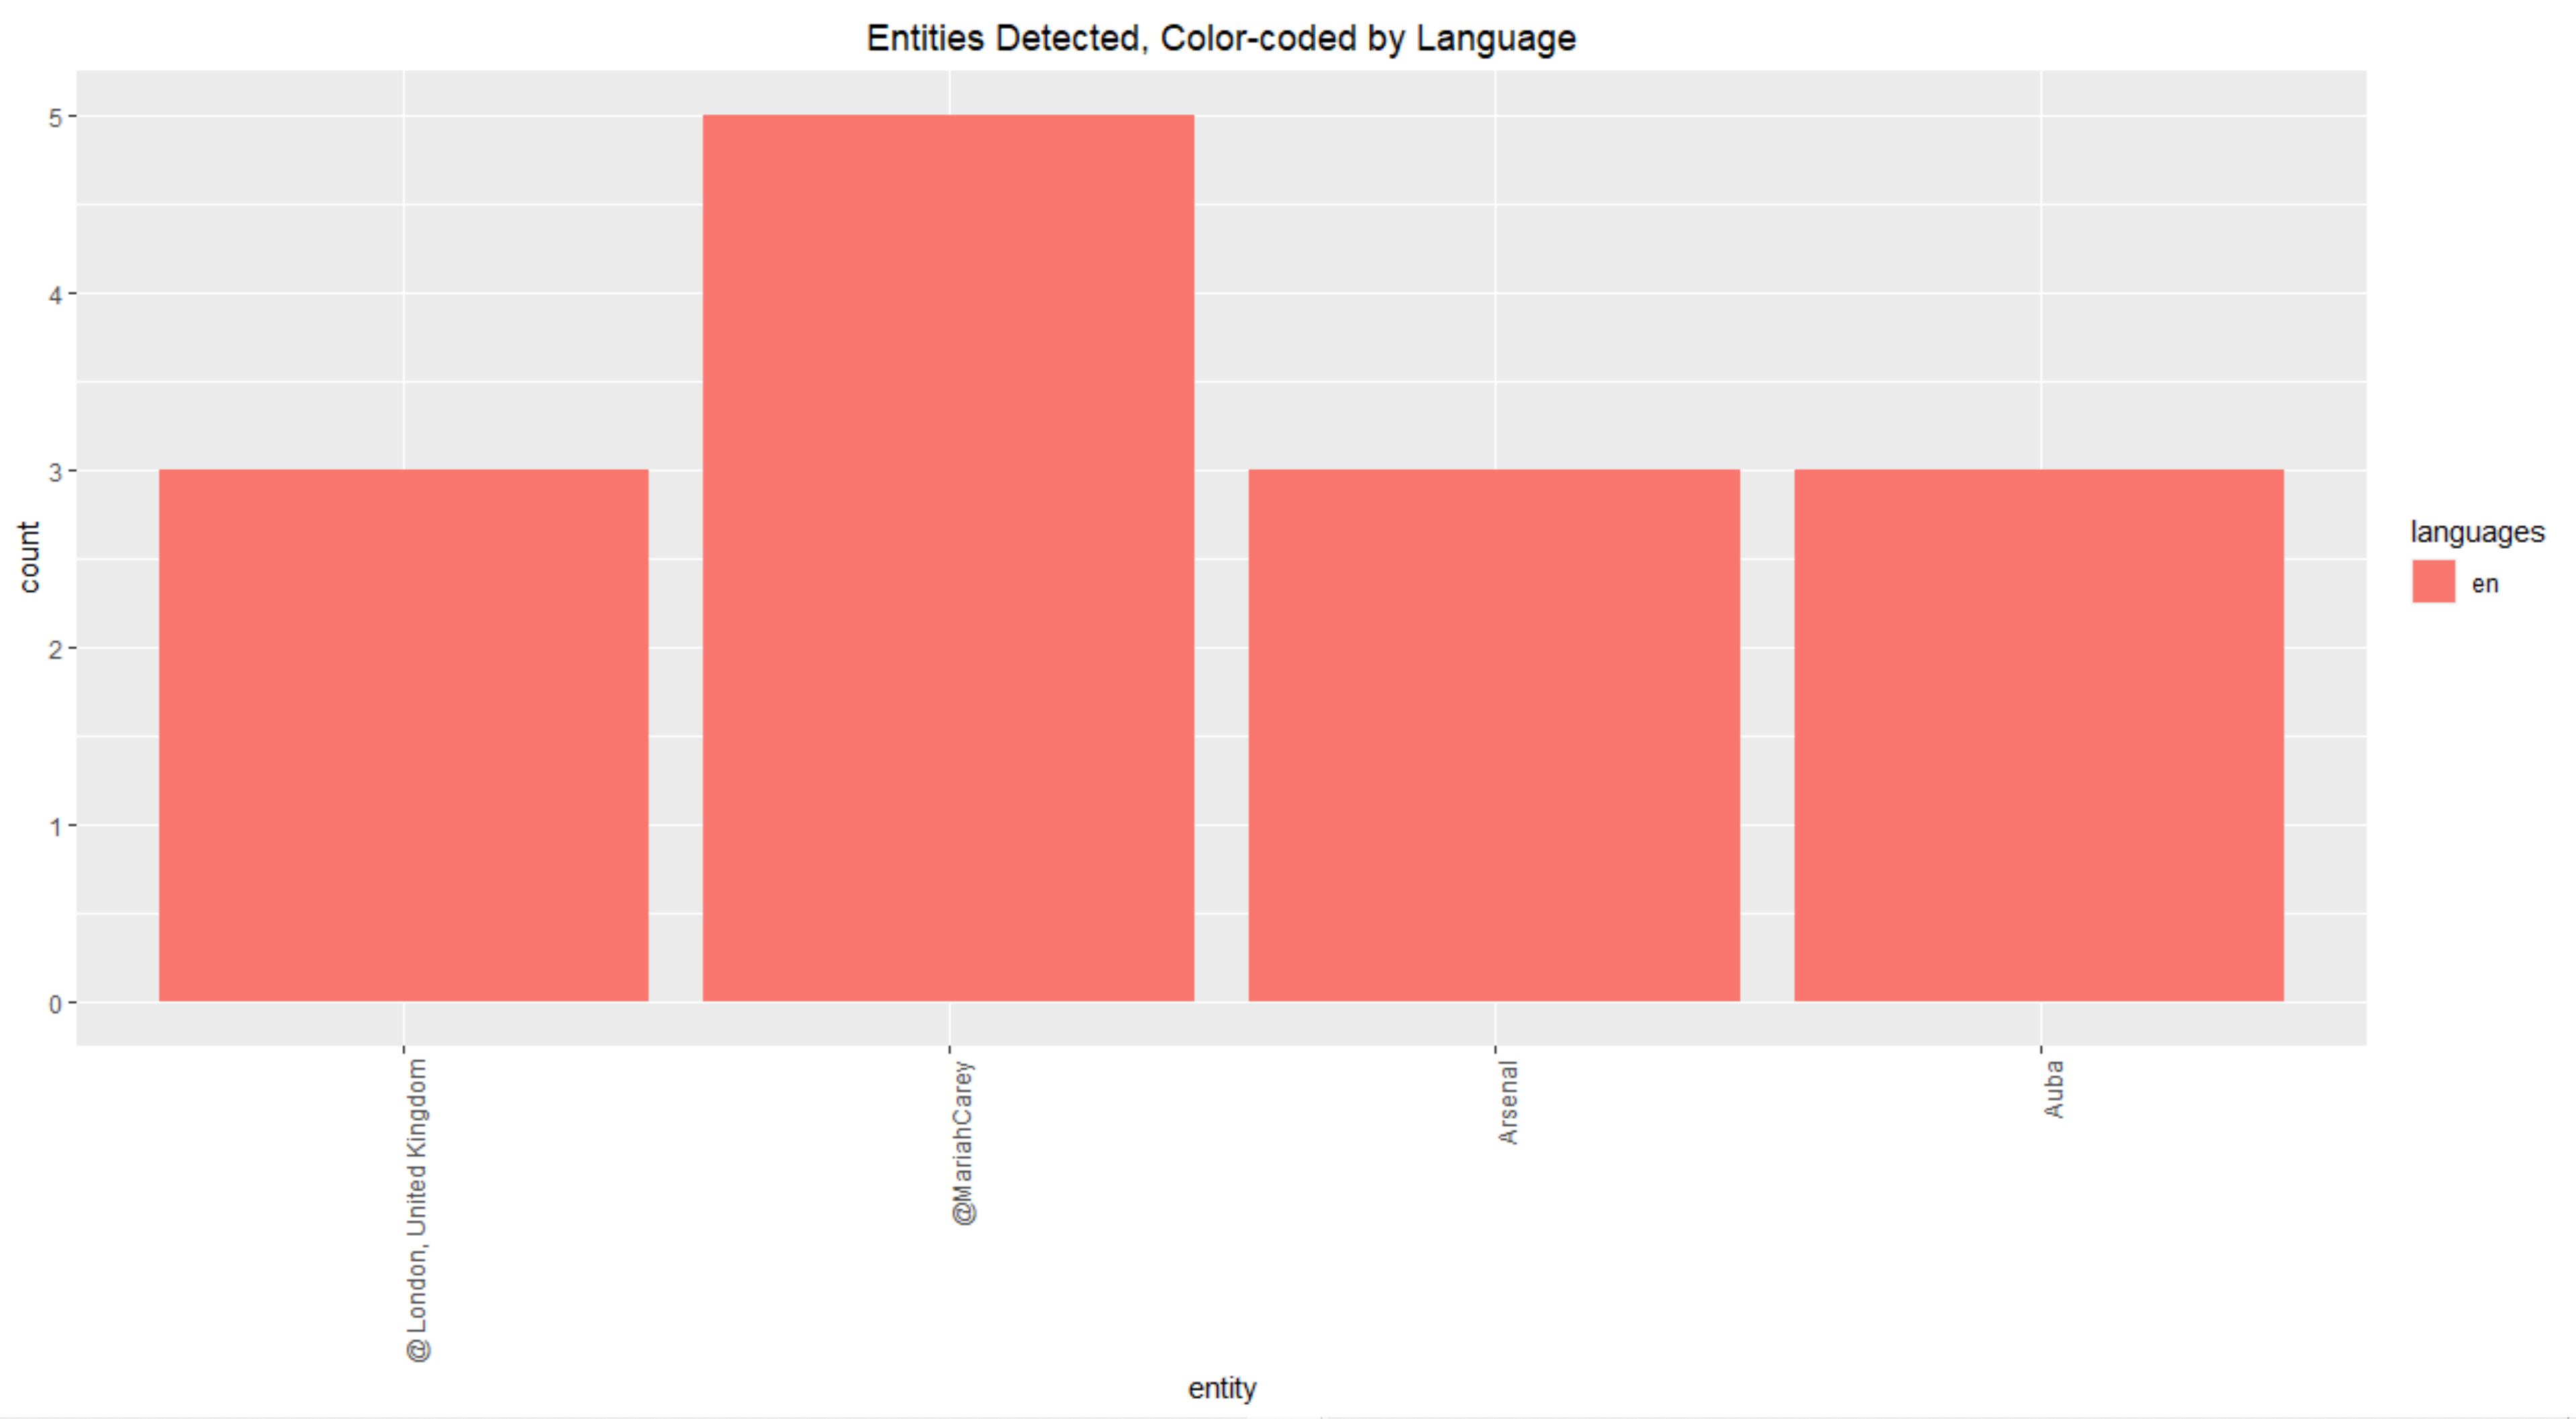 Entities Detected, Color-coded by Language
5
4
3
2
1
0
count
@ London, United Kingdom
@MariahCarey
Arsenal
Auba
entity
languages
en